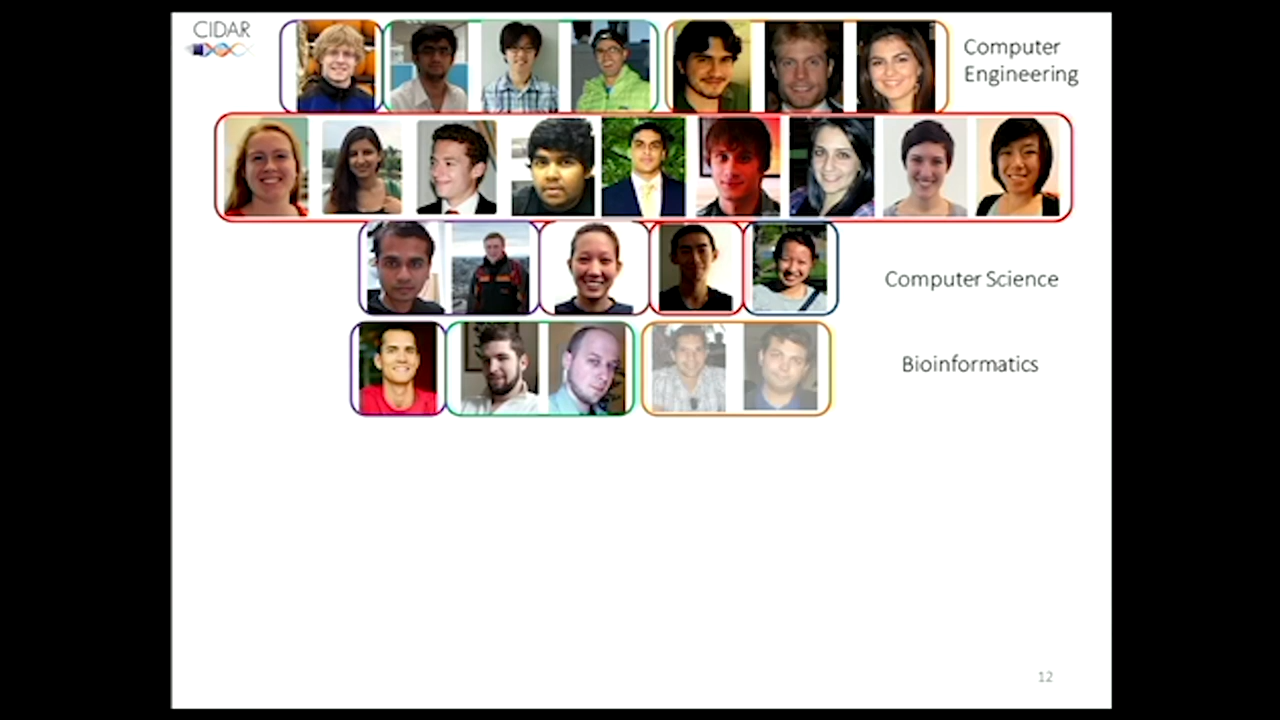 CIDAR
Computer
Engineering
Computer Science
Bioinformatics
12